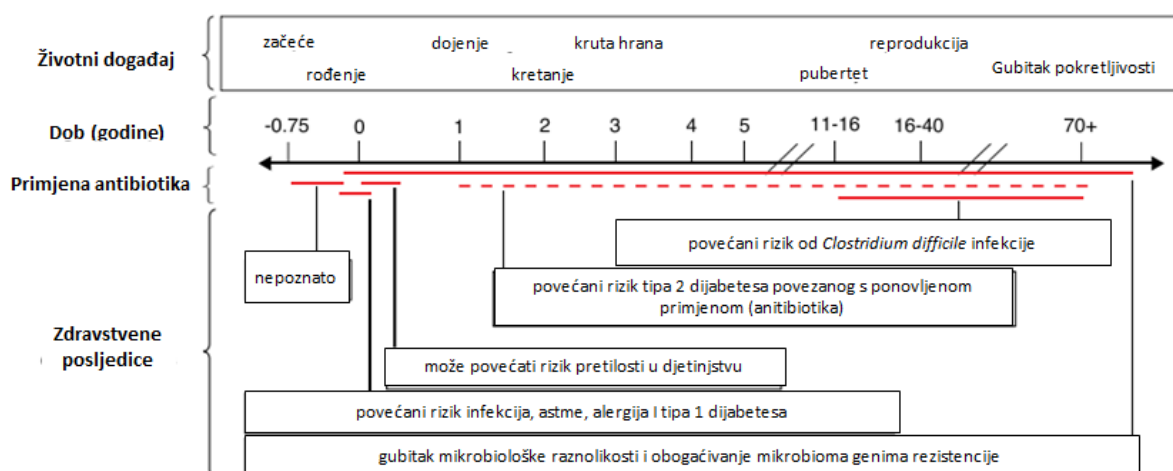 Životni događaj
začeće
dojenje
kruta hrana
reprodukcija
rođenje
kretanje
pubertet
Gubitak pokretljivosti
Dob (godine)
-0.75
0
1
2
3
4
5
11-16
16-40
70+
Primjena antibiotika
Zdravstvene
posljedice
povećani rizik od Clostridium difficile infekcije
nepoznato
povećani rizik tipa 2 dijabetesa povezanog s ponovljenom
primjenom (anitibiotika)
može povećati rizik pretilosti u djetinjstvu
povećani rizik infekcija, astme, alergija I tipa 1 dijabetesa
gubitak mikrobiološke raznolikosti i obogaćivanje mikrobioma genima rezistencije